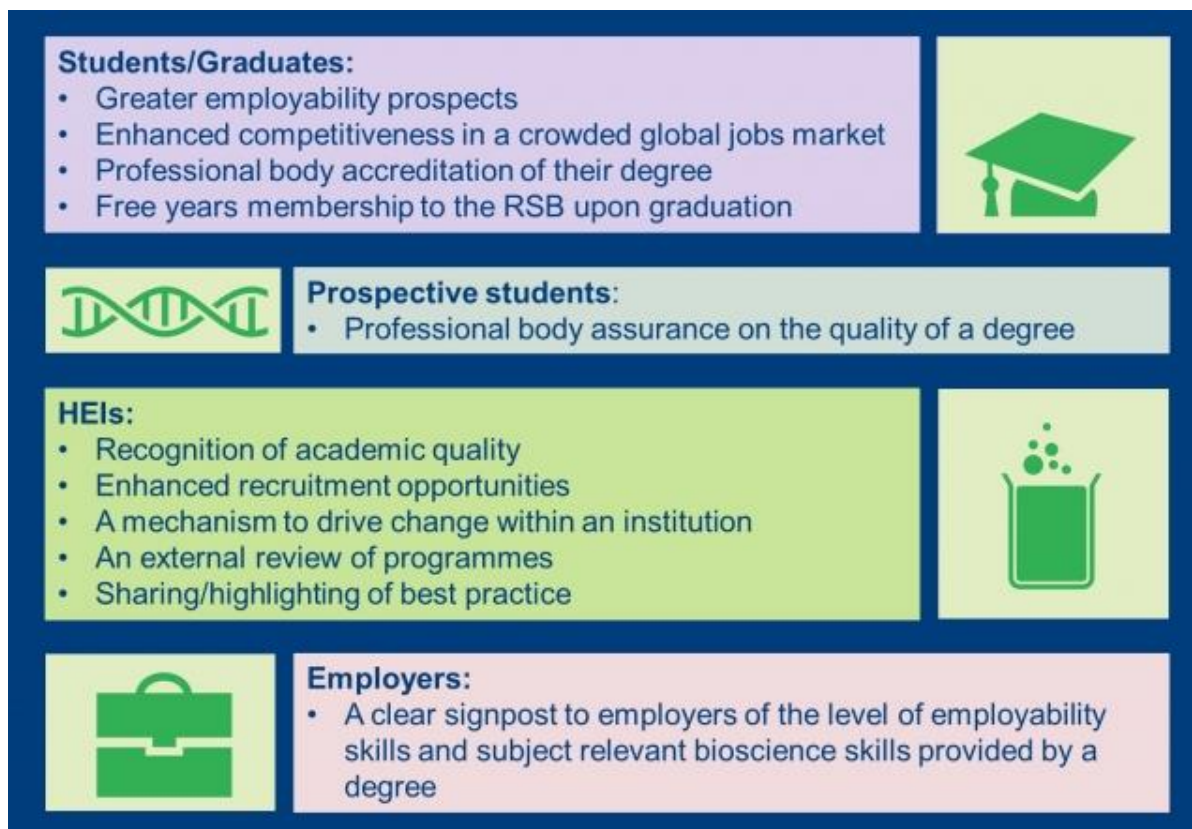 Students/Graduates:
• Greater employability prospects
• Enhanced competitiveness in a crowded global jobs market
• Professional body accreditation of their degree
• Free years membership to the RSB upon graduation
Prospective students:
• Professional body assurance on the quality of a degree
HEIs:
• Recognition of academic quality
• Enhanced recruitment opportunities
• A mechanism to drive change within an institution
• An external review of programmes
• Sharing/highlighting of best practice
Employers:
• A clear signpost to employers of the level of employability
skills and subject relevant bioscience skills provided by a
degree